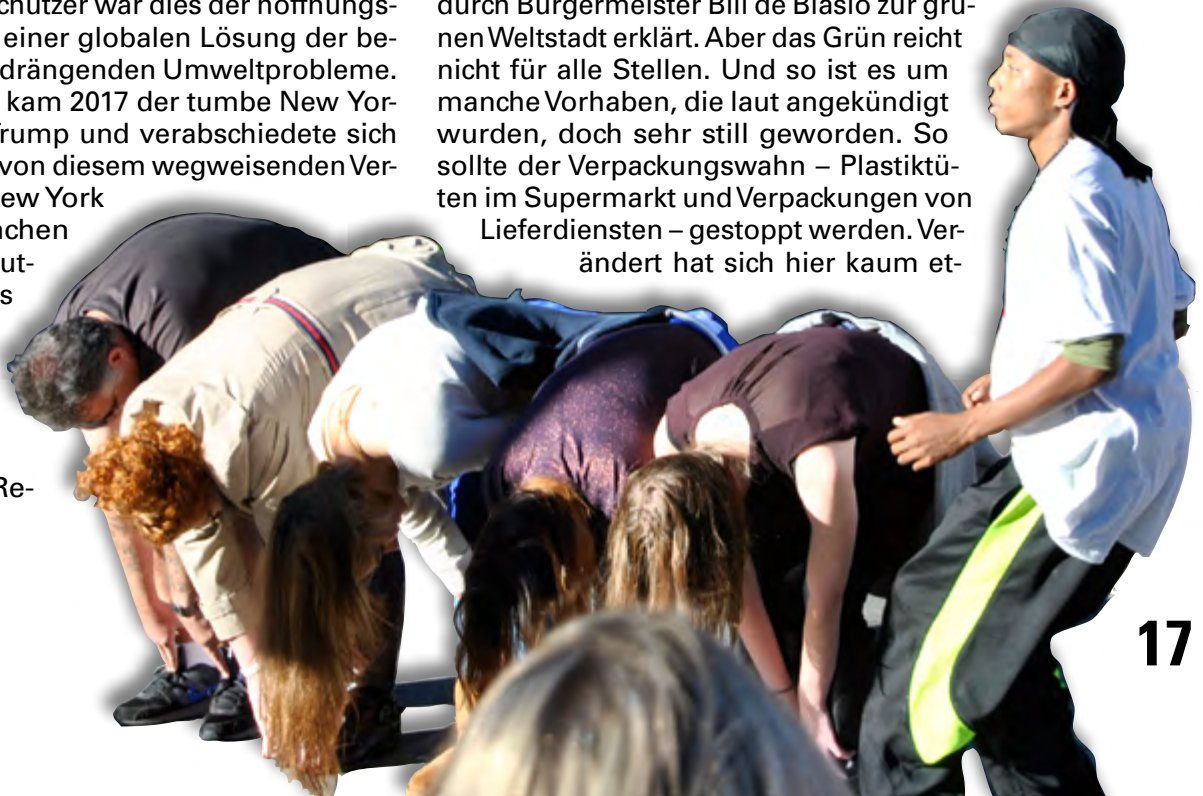 schützer war dies der hoffnungs-
einer globalen Lösung der be-
drängenden Umweltprobleme.
kam 2017 der tumbe New Yor-
Trump und verabschiedete sich
von diesem wegweisenden Ver-
ew York
chen
ut-
s
Re-
durch Bürgermeister Bill de Blasio zur grü-
nen Weltstadt erklärt. Aber das Grün reicht
nicht für alle Stellen. Und so ist es um
manche Vorhaben, die laut angekündigt
wurden, doch sehr still geworden. So
sollte der Verpackungswahn – Plastiktü-
ten im Supermarkt und Verpackungen von
Lieferdiensten – gestoppt werden. Ver-
ändert hat sich hier kaum et-
17